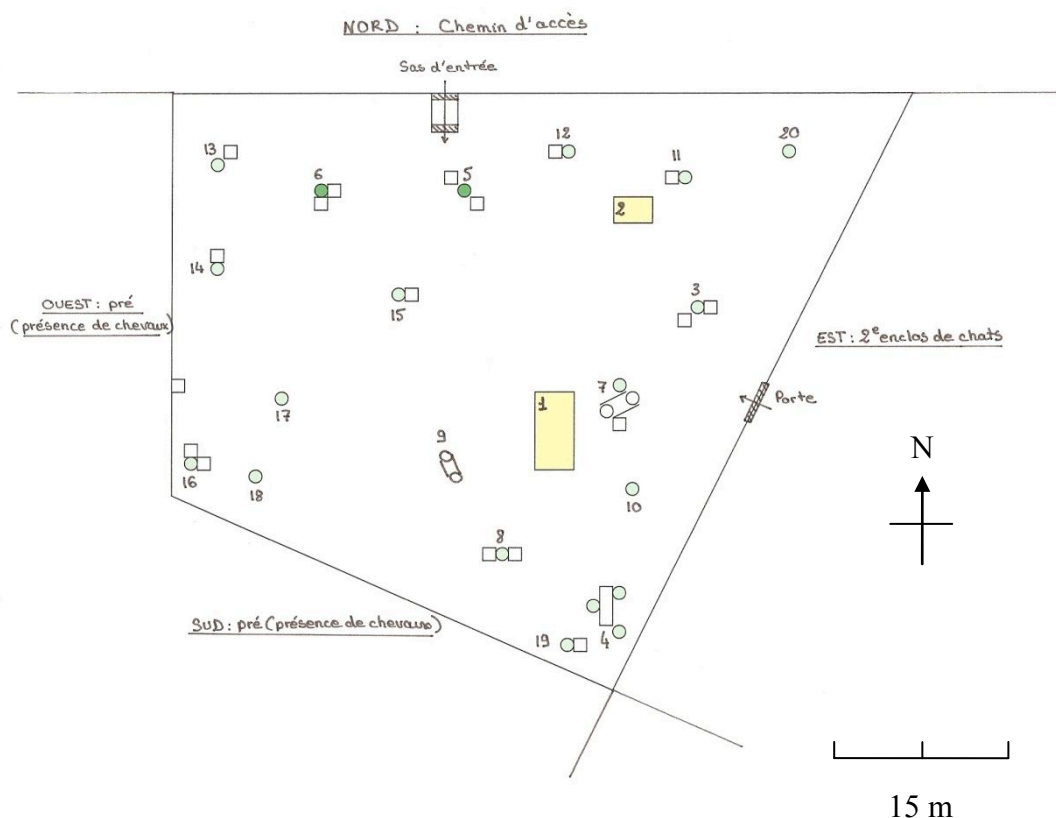 NORD : Chemin d'accès
Sas d'entrée
12
20
13
11
6
5
2
14
OUEST : pré
(présence de chevaux)
15
3
EST : 2e enclos de chats
7
1
Porte
17
9
N
16
18
10
8
SUD : pré (présence de chevaux)
19
4
15 m